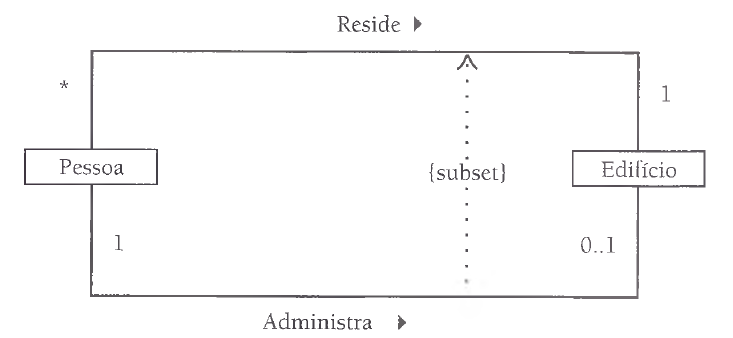 Reside
* 1
Pessoa {subset} Edifício
1 0..1
Administra